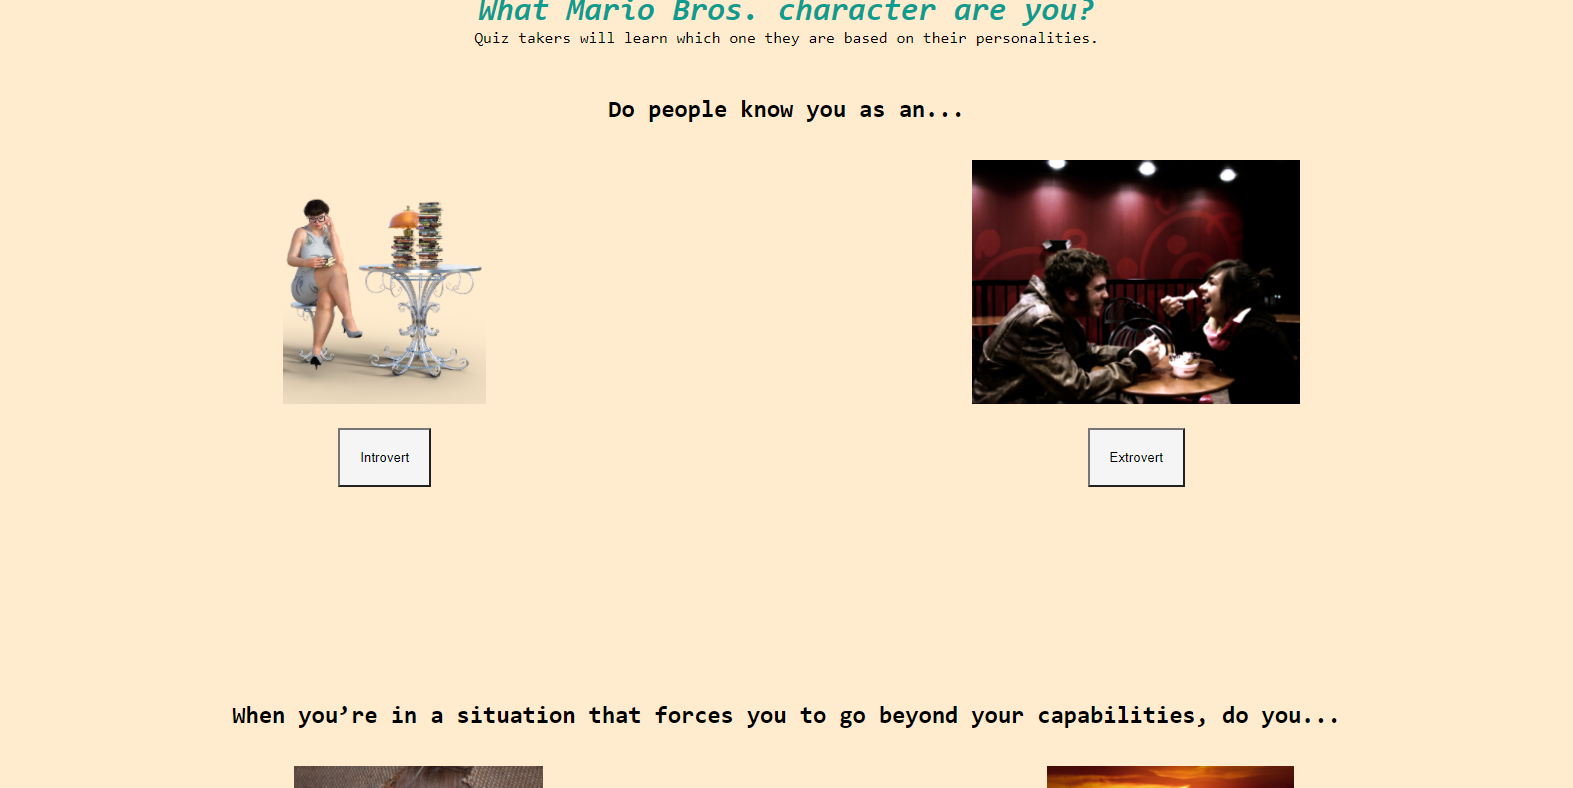 What Mario Bros. character are you?
Quiz takers will learn which one they are based on their personalities.
Do people know you as an...
Introvert
Extrovert
When you’re in a situation that forces you to go beyond your capabilities, do you...